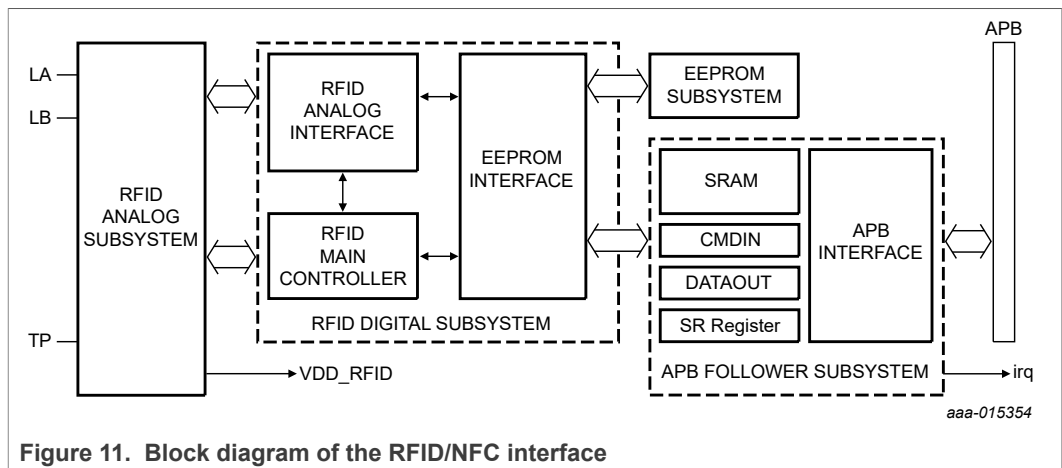 APB
LA
LB
TP
RFID
ANALOG
SUBSYSTEM
RFID
ANALOG
INTERFACE
RFID
MAIN
CONTROLLER
EEPROM
INTERFACE
RFID DIGITAL SUBSYSTEM
VDD_RFID
EEPROM
SUBSYSTEM
SRAM
CMDIN
DATAOUT
SR Register
APB
INTERFACE
APB FOLLOWER SUBSYSTEM
irq
aaa-015354
Figure 11. Block diagram of the RFID/NFC interface